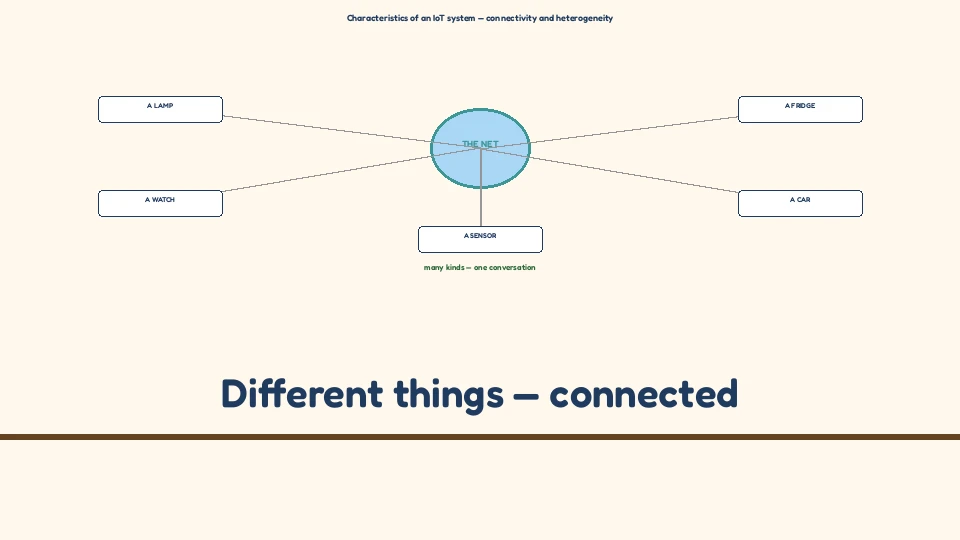 Characteristics of an IoT system — connectivity and heterogeneity
A LAMP
A FRIDGE
THE NET
A WATCH
A CAR
A SENSOR
many kinds — one conversation
Different things — connected